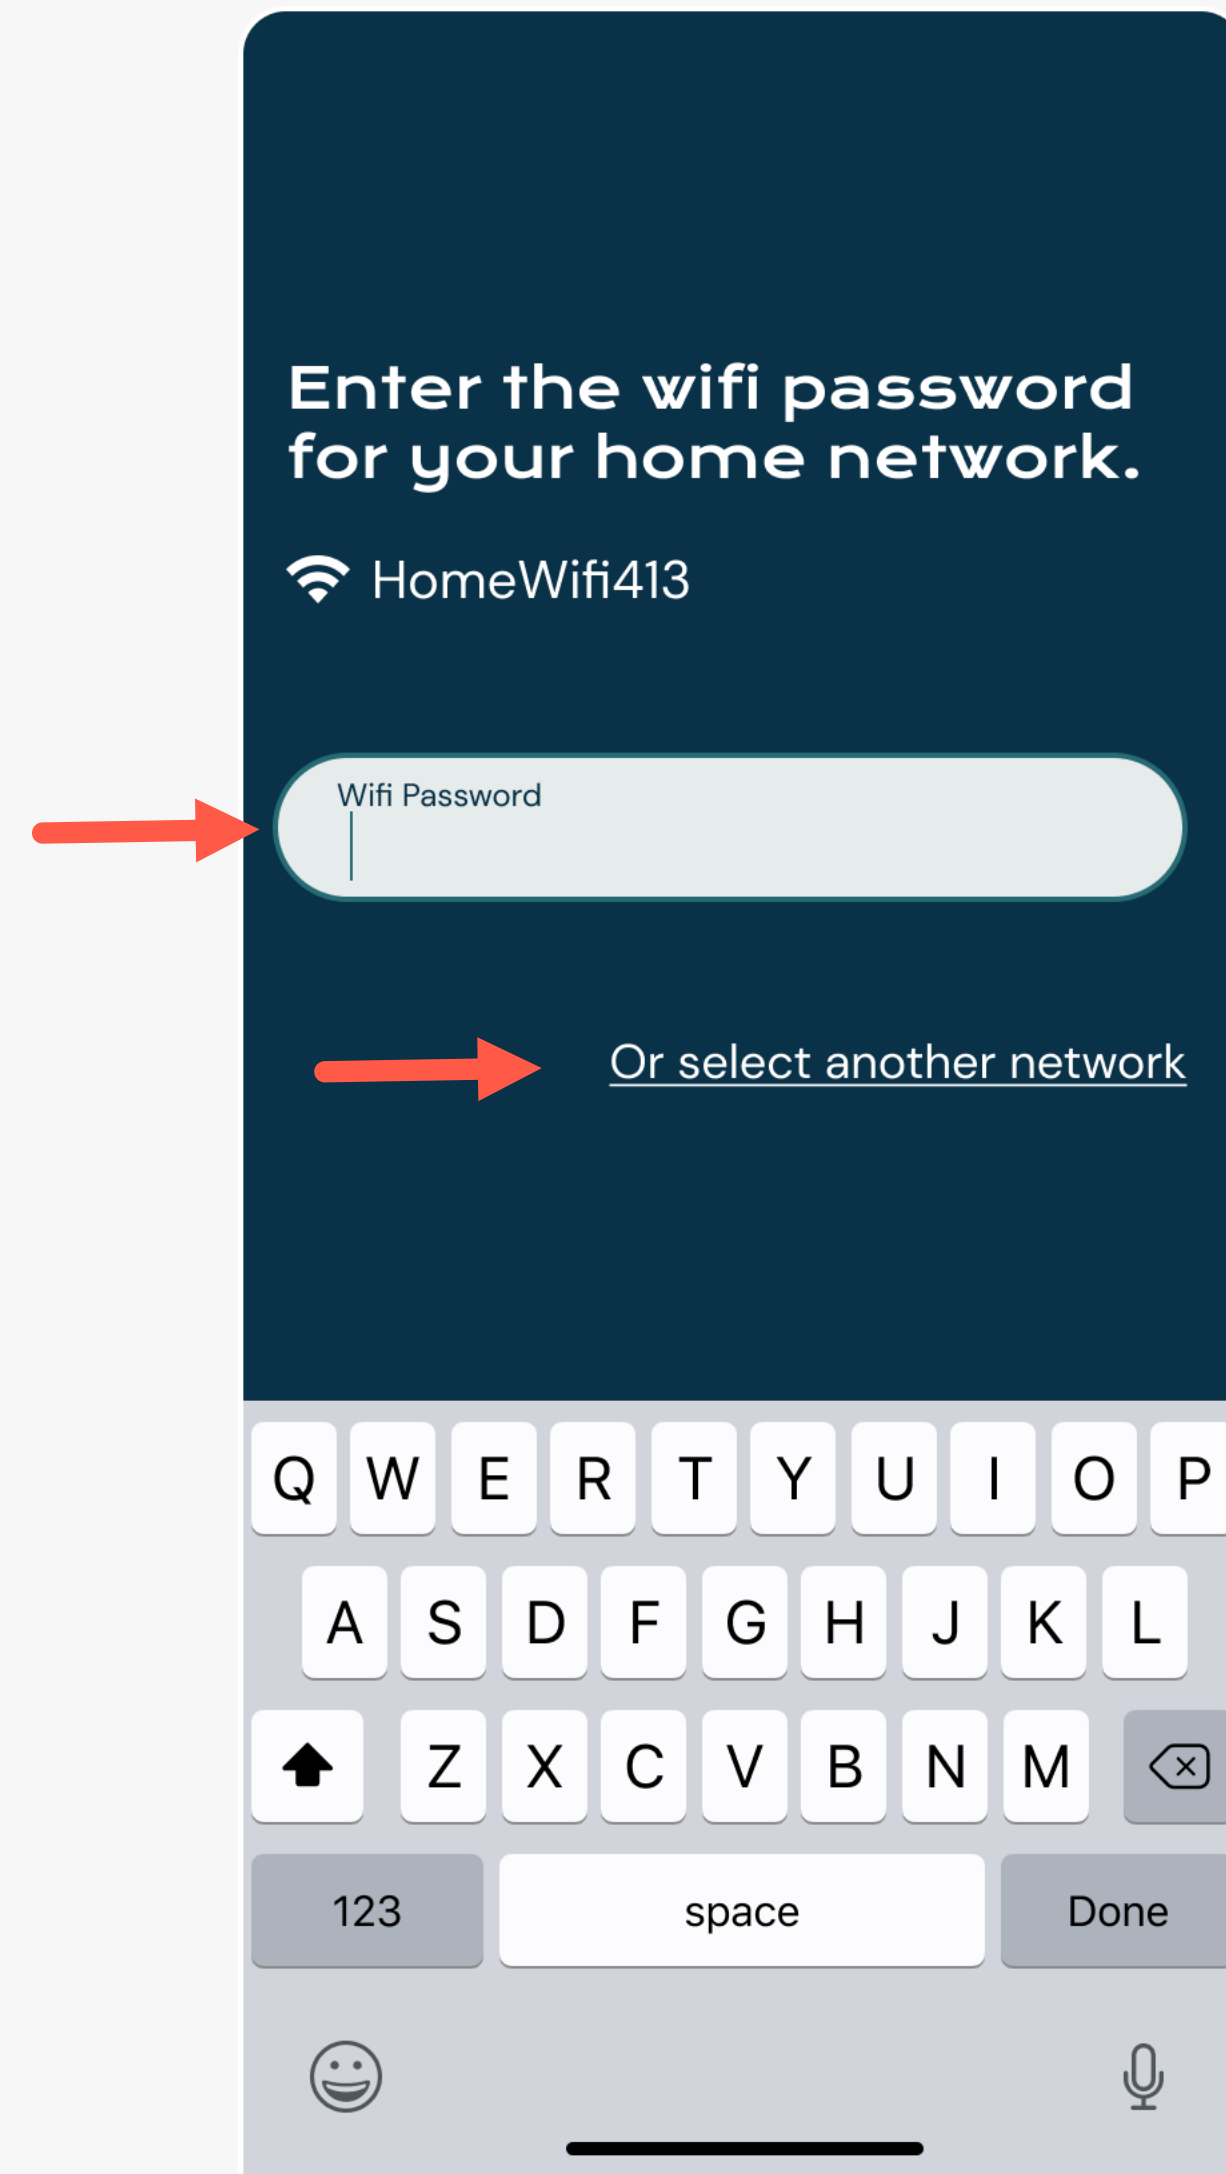 Enter the wifi password
for your home network.
HomeWifi413
Wifi Password
Or select another network
Q W E R T Y U I O P
A S D F G H J K L
Z X C V B N M
123 space Done